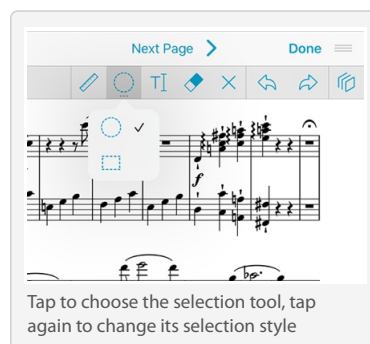 Next Page
Done
T
f
Tap to choose the selection tool, tap
again to change its selection style